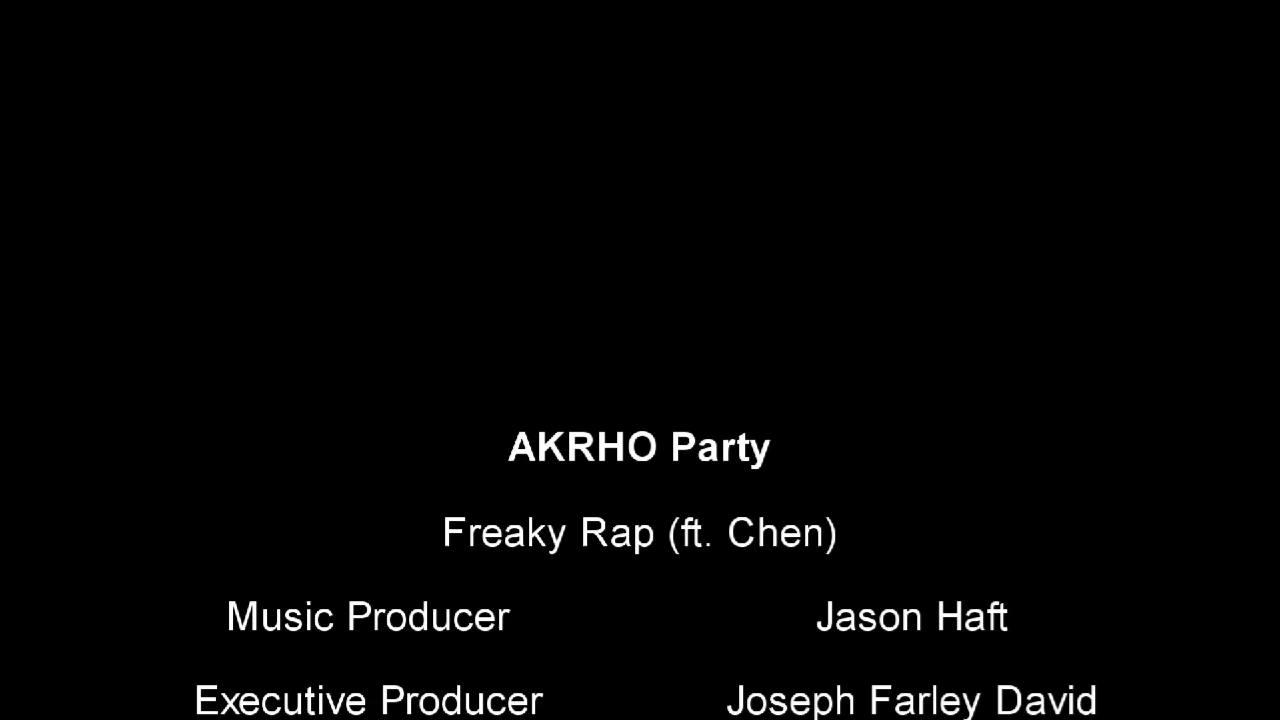 AKRHO Party
Freaky Rap (ft. Chen)
Music Producer Jason Haft
Executive Producer Joseph Farley David